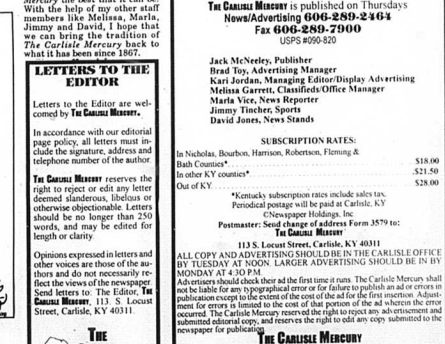 Mercury the best that it can be.
With the help of my other staff
members like Melissa, Marla,
Jimmy and David, I hope that
we can bring the tradition of
The Carlisle Mercury back to
what it has been since 1867.
LETTERS TO THE
EDITOR
Letters to the Editor are wel-
comed by THE CARLISLE MERCURY.
In accordance with our editorial
page policy, all letters must in-
clude the signature, address and
telephone number of the author.
THE CARLISLE MERCURY reserves the
right to reject or edit any letter
deemed slanderous, libelous or
otherwise objectionable. Letters
should be no longer than 250
words, and may be edited for
length or clarity.
Opinions expressed in letters and
other voices are those of the au-
thors and do not necessarily re-
flect the views of the newspaper.
Send letters to: The Editor, THE
CARLISLE MERCURY, 113. S. Locust
Street, Carlisle, KY 40311.
THE
THE CARLISLE MERCURY is published on Thursdays
News/Advertising 606-289-2464
Fax 606-289-7900
USPS #090-820
Jack McNeeley, Publisher
Brad Toy, Advertising Manager
Kari Jordan, Managing Editor/Display Advertising
Melissa Garrett, Classifieds/Office Manager
Marla Vice, News Reporter
Jimmy Tincher, Sports
David Jones, News Stands
SUBSCRIPTION RATES:
In Nicholas, Bourbon, Harrison, Robertson, Fleming &
Bath Counties* $18.00
In other KY counties* $21.50
Out of KY $28.00
*Kentucky subscription rates include sales tax.
Periodical postage will be paid at Carlisle, KY
©Newspaper Holdings, Inc.
Postmaster: Send change of address Form 3579 to:
THE CARLISLE MERCURY
113 S. Locust Street, Carlisle, KY 40311
ALL COPY AND ADVERTISING SHOULD BE IN THE CARLISLE OFFICE
BY TUESDAY AT NOON. LARGER ADVERTISING SHOULD BE IN BY
MONDAY AT 4:30 P.M.
Advertisers should check their ad the first time it runs. The Carlisle Mercury shall
not be liable for any typographical error or for failure to publish an ad or errors in
publication except to the extent of the cost of the ad for the first insertion. Adjust-
ment for errors is limited to the cost of that portion of the ad wherein the error
occurred. The Carlisle Mercury reserved the right to reject any advertisement and
submitted editorial copy, and reserves the right to edit any copy submitted to the
newspaper for publication.
THE CARLISLE MERCURY